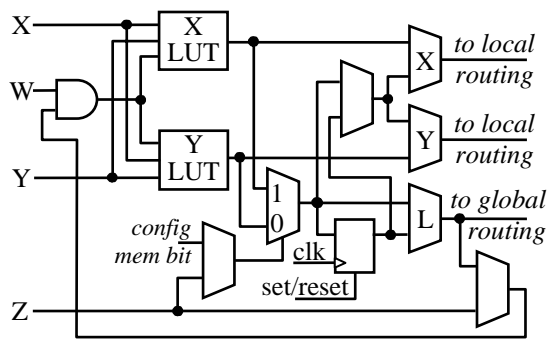 X
X
LUT
to local
routing
X
W
Y
LUT
Y
to local
routing
Y
1
0
L
to global
routing
config
mem bit
clk
set/reset
Z